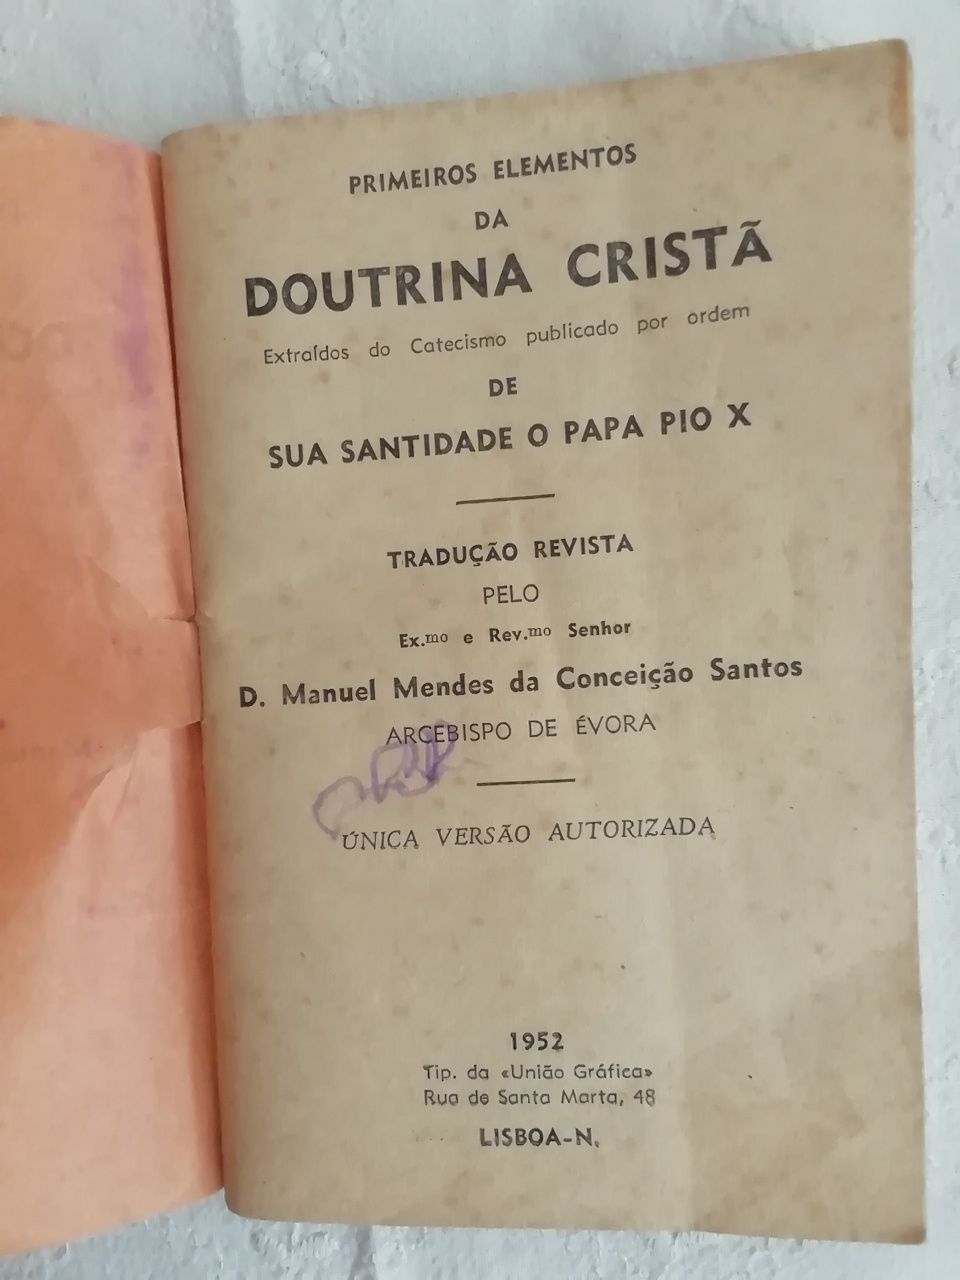 PRIMEIROS ELEMENTOS
DA
DOUTRINA CRISTÃ
Extraídos do Catecismo publicado por ordem
DE
SUA SANTIDADE O PAPA PIO X
TRADUÇÃO REVISTA
PELO
Ex.mo e Rev.mo Senhor
D. Manuel Mendes da Conceição Santos
ARCEBISPO DE ÉVORA
ÚNICA VERSÃO AUTORIZADA
1952
Tip. da «União Gráfica»
Rua de Santa Marta, 48
LISBOA-N.